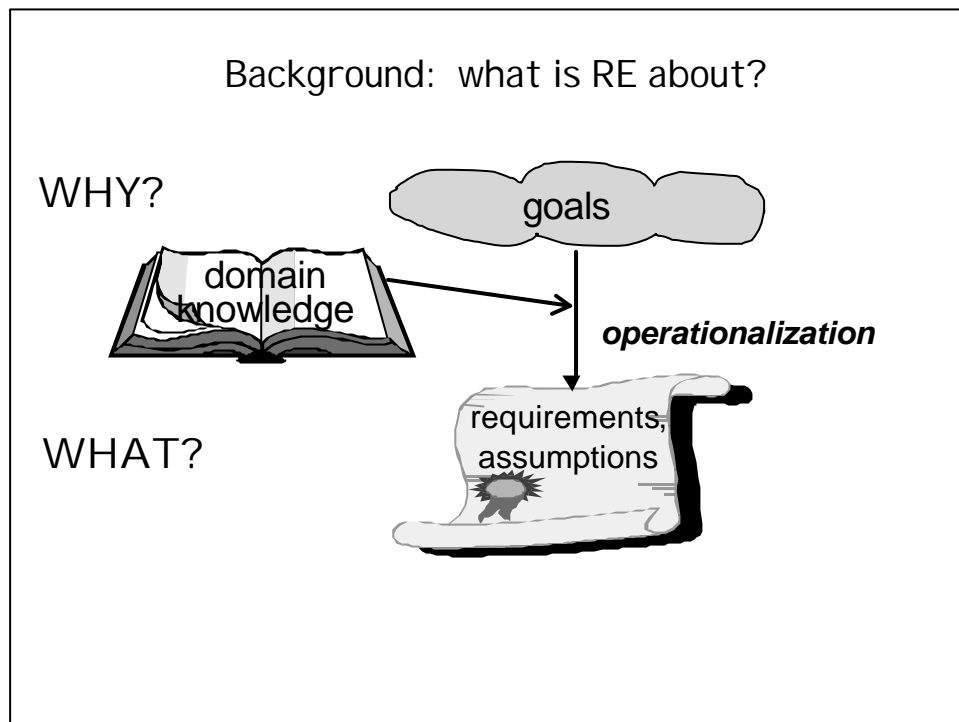 Background: what is RE about?
WHY?
goals
domain
knowledge
operationalization
requirements,
assumptions
WHAT?